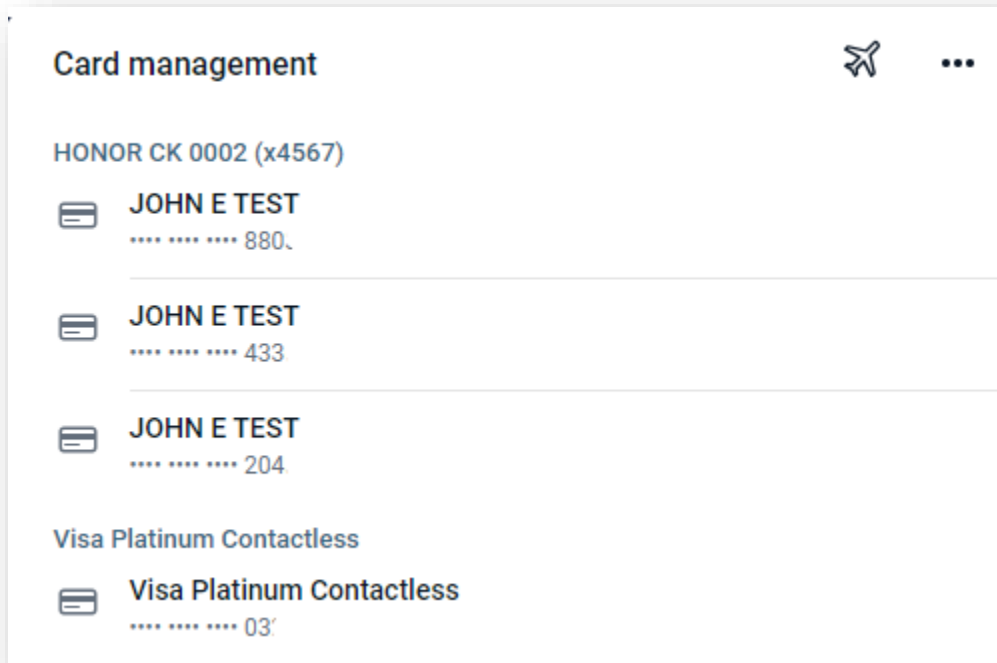 Card management
HONOR CK 0002 (x4567)
JOHN E TEST
•••• •••• •••• 880
JOHN E TEST
•••• •••• •••• 433
JOHN E TEST
•••• •••• •••• 204
Visa Platinum Contactless
Visa Platinum Contactless
•••• •••• •••• 03